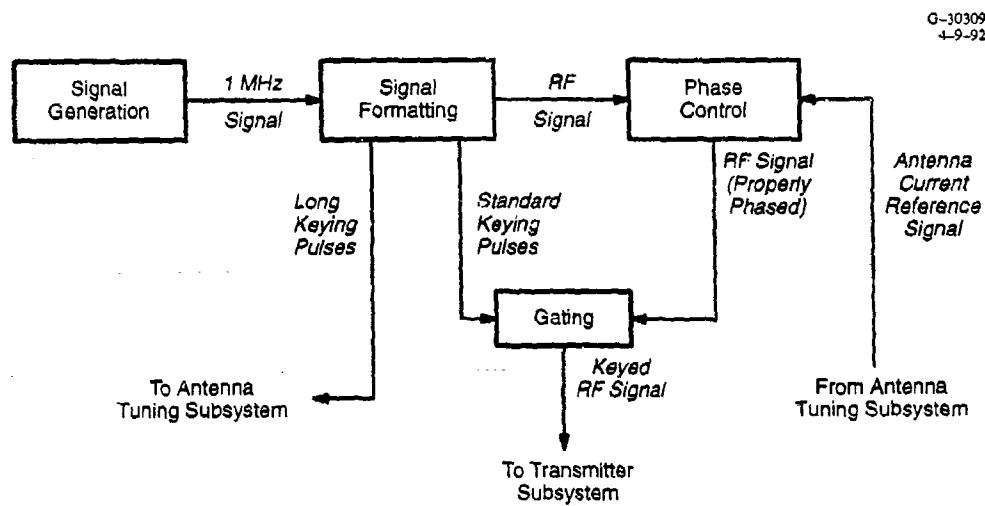 G-30309
4-9-92
Signal
Generation
1 MHz
Signal
Signal
Formatting
RF
Signal
Phase
Control
Long
Keying
Pulses
Standard
Keying
Pulses
RF Signal
(Properly
Phased)
Antenna
Current
Reference
Signal
Gating
To Antenna
Tuning Subsystem
Keyed
RF Signal
From Antenna
Tuning Subsystem
To Transmitter
Subsystem